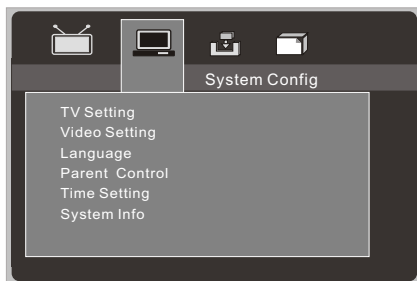 System Config
TV Setting
Video Setting
Language
Parent Control
Time Setting
System Info